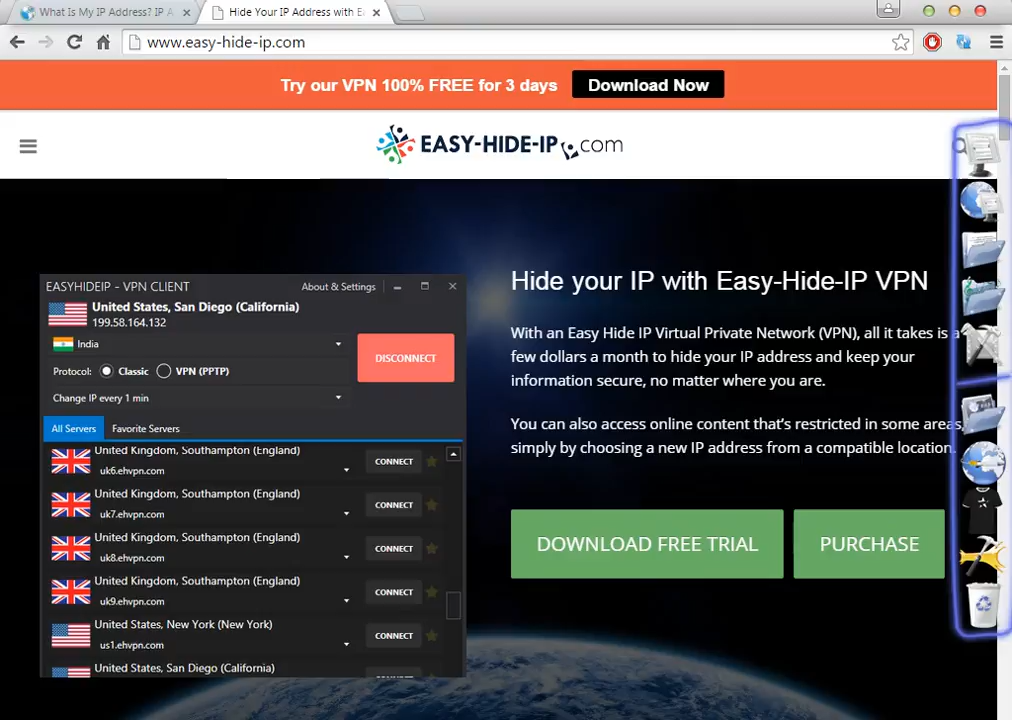 What Is My IP Address? IP A
Hide Your IP Address with E
www.easy-hide-ip.com
Try our VPN 100% FREE for 3 days
Download Now
EASY-HIDE-IP.com
EASYHIDEIP - VPN CLIENT
About & Settings
United States, San Diego (California)
199.58.164.132
India
DISCONNECT
Protocol: Classic VPN (PPTP)
Change IP every 1 min
All Servers Favorite Servers
United Kingdom, Southampton (England)
uk6.ehvpn.com
CONNECT
United Kingdom, Southampton (England)
uk7.ehvpn.com
CONNECT
United Kingdom, Southampton (England)
uk8.ehvpn.com
CONNECT
United Kingdom, Southampton (England)
uk9.ehvpn.com
CONNECT
United States, New York (New York)
us1.ehvpn.com
CONNECT
United States, San Diego (California)
Hide your IP with Easy-Hide-IP VPN
With an Easy Hide IP Virtual Private Network (VPN), all it takes is a
few dollars a month to hide your IP address and keep your
information secure, no matter where you are.
You can also access online content that's restricted in some areas,
simply by choosing a new IP address from a compatible location.
DOWNLOAD FREE TRIAL
PURCHASE